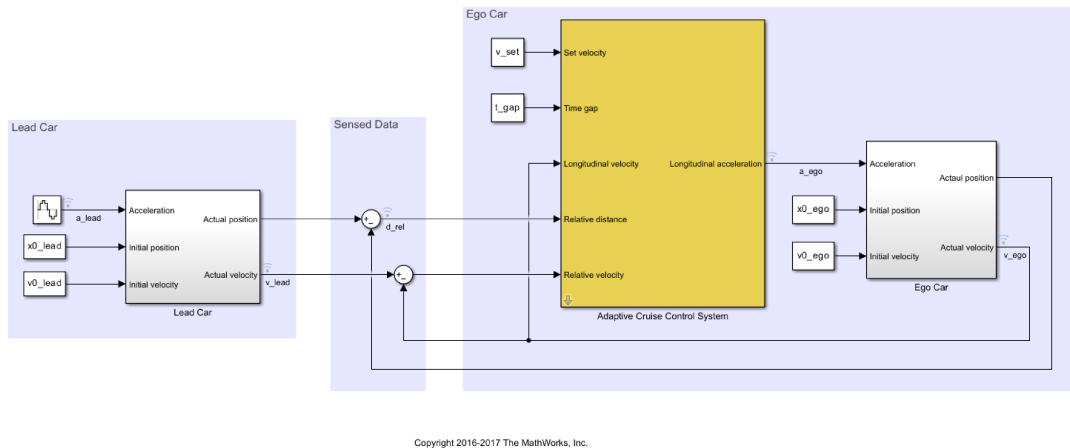 Ego Car
v_set
Set velocity
t_gap
Time gap
Lead Car
Sensed Data
Longitudinal velocity
Longitudinal acceleration
a_ego
Acceleration
Actaul position
a_lead
Acceleration
Actual position
+
-
d_rel
Relative distance
x0_ego
Initial position
x0_lead
Initial position
Actual velocity
v_ego
v0_ego
Initial velocity
Ego Car
v0_lead
Initial velocity
Actual velocity
v_lead
+
-
Relative velocity
Lead Car
Adaptive Cruise Control System
Copyright 2016-2017 The MathWorks, Inc.